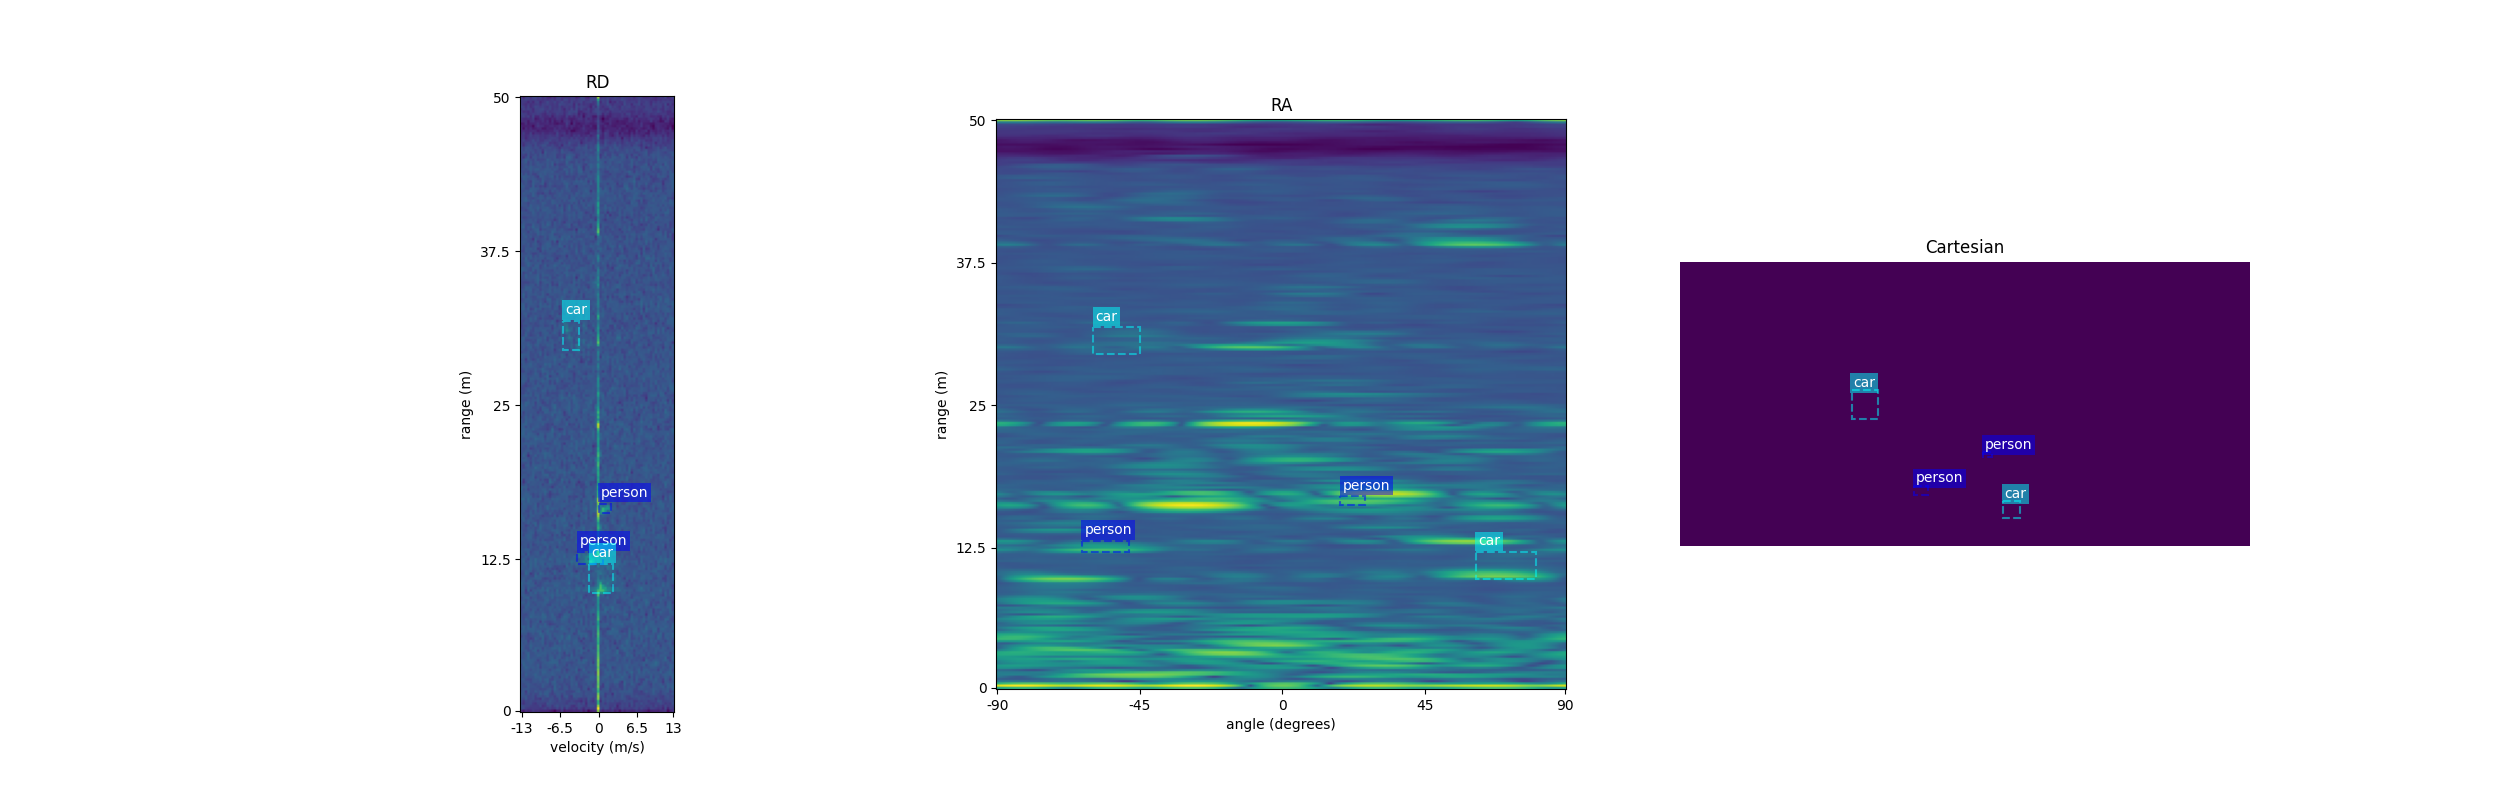 RD
50
37.5
25
12.5
0
range (m)
car
person
person
car
-13
-6.5
0
6.5
13
velocity (m/s)
RA
50
37.5
25
12.5
0
range (m)
car
person
person
car
-90
-45
0
45
90
angle (degrees)
Cartesian
car
person
person
car